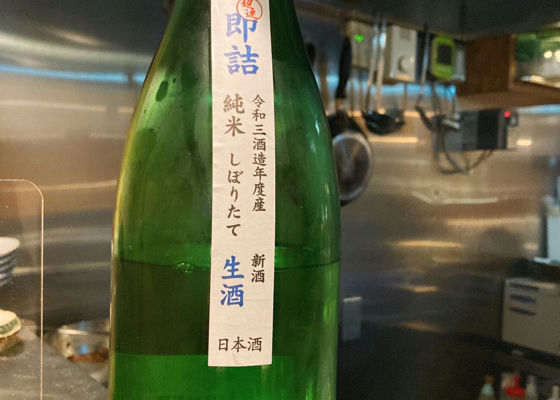 即詰
令和三酒造年度産
新酒
純米 しぼりたて
生酒
日本酒